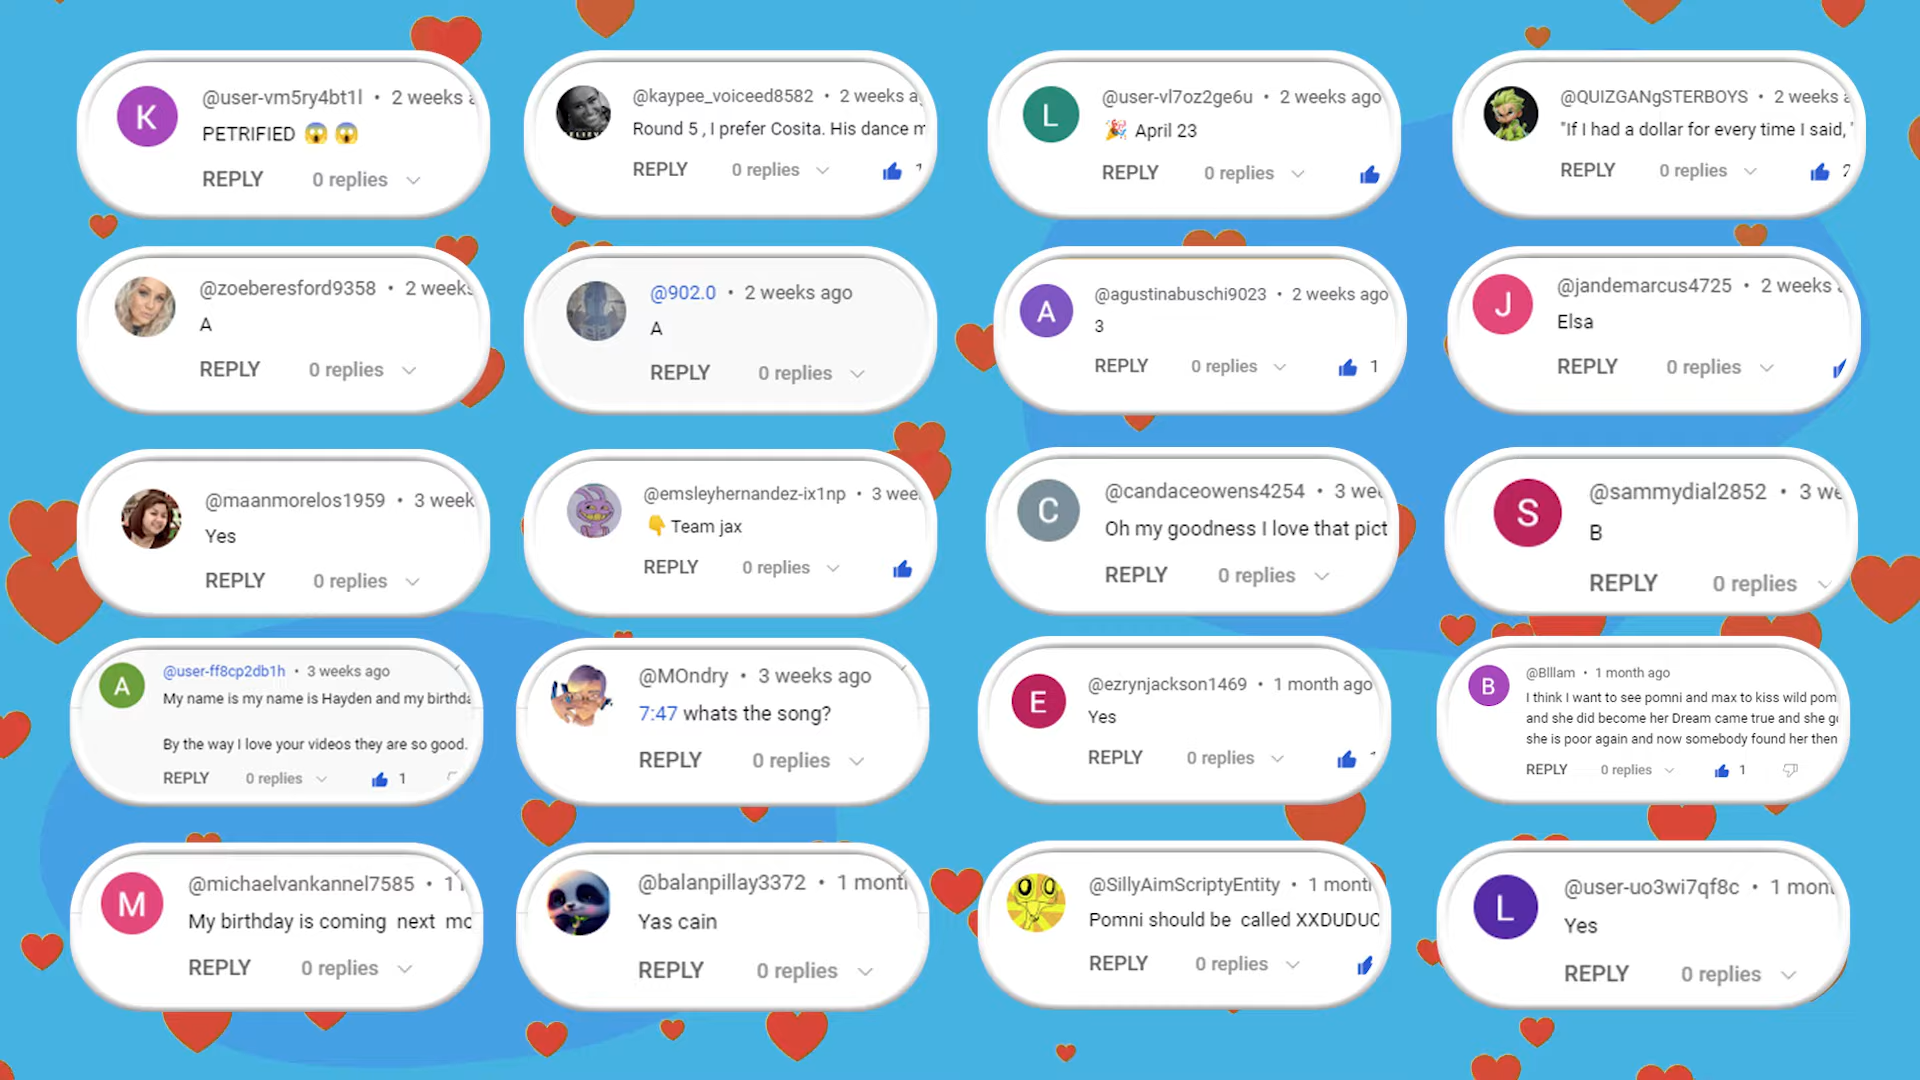 K
@user-vm5ry4bt1l • 2 weeks
PETRIFIED 😱 😱
REPLY 0 replies
@kaypee_voiceed8582 • 2 weeks
Round 5 , I prefer Cosita. His dance
REPLY 0 replies
L
@user-vl7oz2ge6u • 2 weeks ago
🎉 April 23
REPLY 0 replies
@QUIZGANgSTERBOYS • 2 weeks
"If I had a dollar for every time I said,
REPLY 0 replies 2
@zoeberesford9358 • 2 weeks
A
REPLY 0 replies
@902.0 • 2 weeks ago
A
REPLY 0 replies
A
@agustinabuschi9023 • 2 weeks ago
3
REPLY 0 replies 1
J
@jandemarcus4725 • 2 weeks
Elsa
REPLY 0 replies
@maanmorelos1959 • 3 week
Yes
REPLY 0 replies
@emsleyhernandez-ix1np • 3
👇 Team jax
REPLY 0 replies
C
@candaceowens4254 • 3
Oh my goodness I love that pict
REPLY 0 replies
S
@sammydial2852 • 3
B
REPLY 0 replies
A
@user-ff8cp2db1h • 3 weeks ago
My name is my name is Hayden and my
By the way I love your videos they are so good.
REPLY 0 replies 1
@MOndry • 3 weeks ago
7:47 whats the song?
REPLY 0 replies
E
@ezrynjackson1469 • 1 month ago
Yes
REPLY 0 replies
B
@Blllam • 1 month ago
I think I want to see pomni and max to kiss wild pom
and she did become her Dream came true and she
she is poor again and now somebody found her then
REPLY 0 replies 1
M
@michaelvankannel7585 • 1
My birthday is coming next
REPLY 0 replies
@balanpillay3372 • 1 month
Yas cain
REPLY 0 replies
@SillyAimScriptyEntity • 1 month
Pomni should be called XXDUDUC
REPLY 0 replies
L
@user-uo3wi7qf8c • 1 mont
Yes
REPLY 0 replies